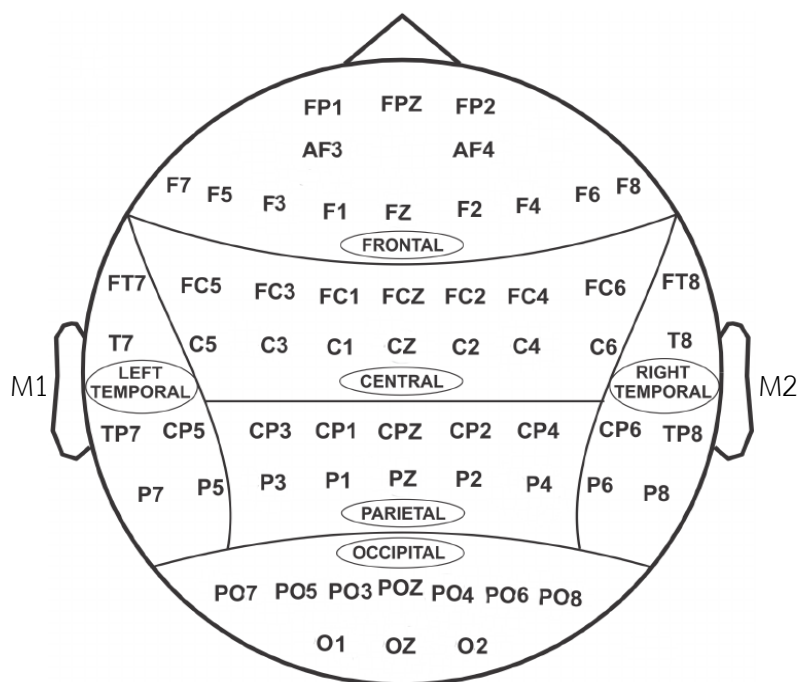 FP1 FPZ FP2
AF3 AF4
F7 F5 F3 F1 FZ F2 F4 F6 F8
FRONTAL
FT7 FC5 FC3 FC1 FCZ FC2 FC4 FC6 FT8
T7 C5 C3 C1 CZ C2 C4 C6 T8
M1 LEFT TEMPORAL CENTRAL RIGHT TEMPORAL M2
TP7 CP5 CP3 CP1 CPZ CP2 CP4 CP6 TP8
P7 P5 P3 P1 PZ P2 P4 P6 P8
PARIETAL
OCCIPITAL
PO7 PO5 PO3 POZ PO4 PO6 PO8
O1 OZ O2